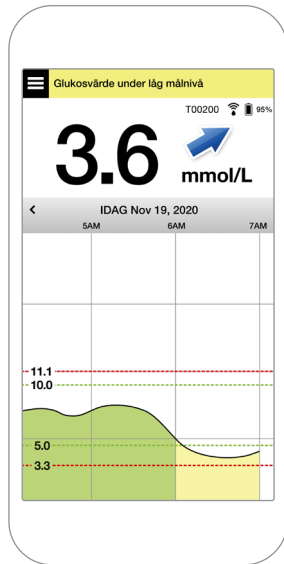 Glukosvärde under låg målnivå
T00200 95%
3.6
mmol/L
IDAG Nov 19, 2020
5AM 6AM 7AM
11.1
10.0
5.0
3.3